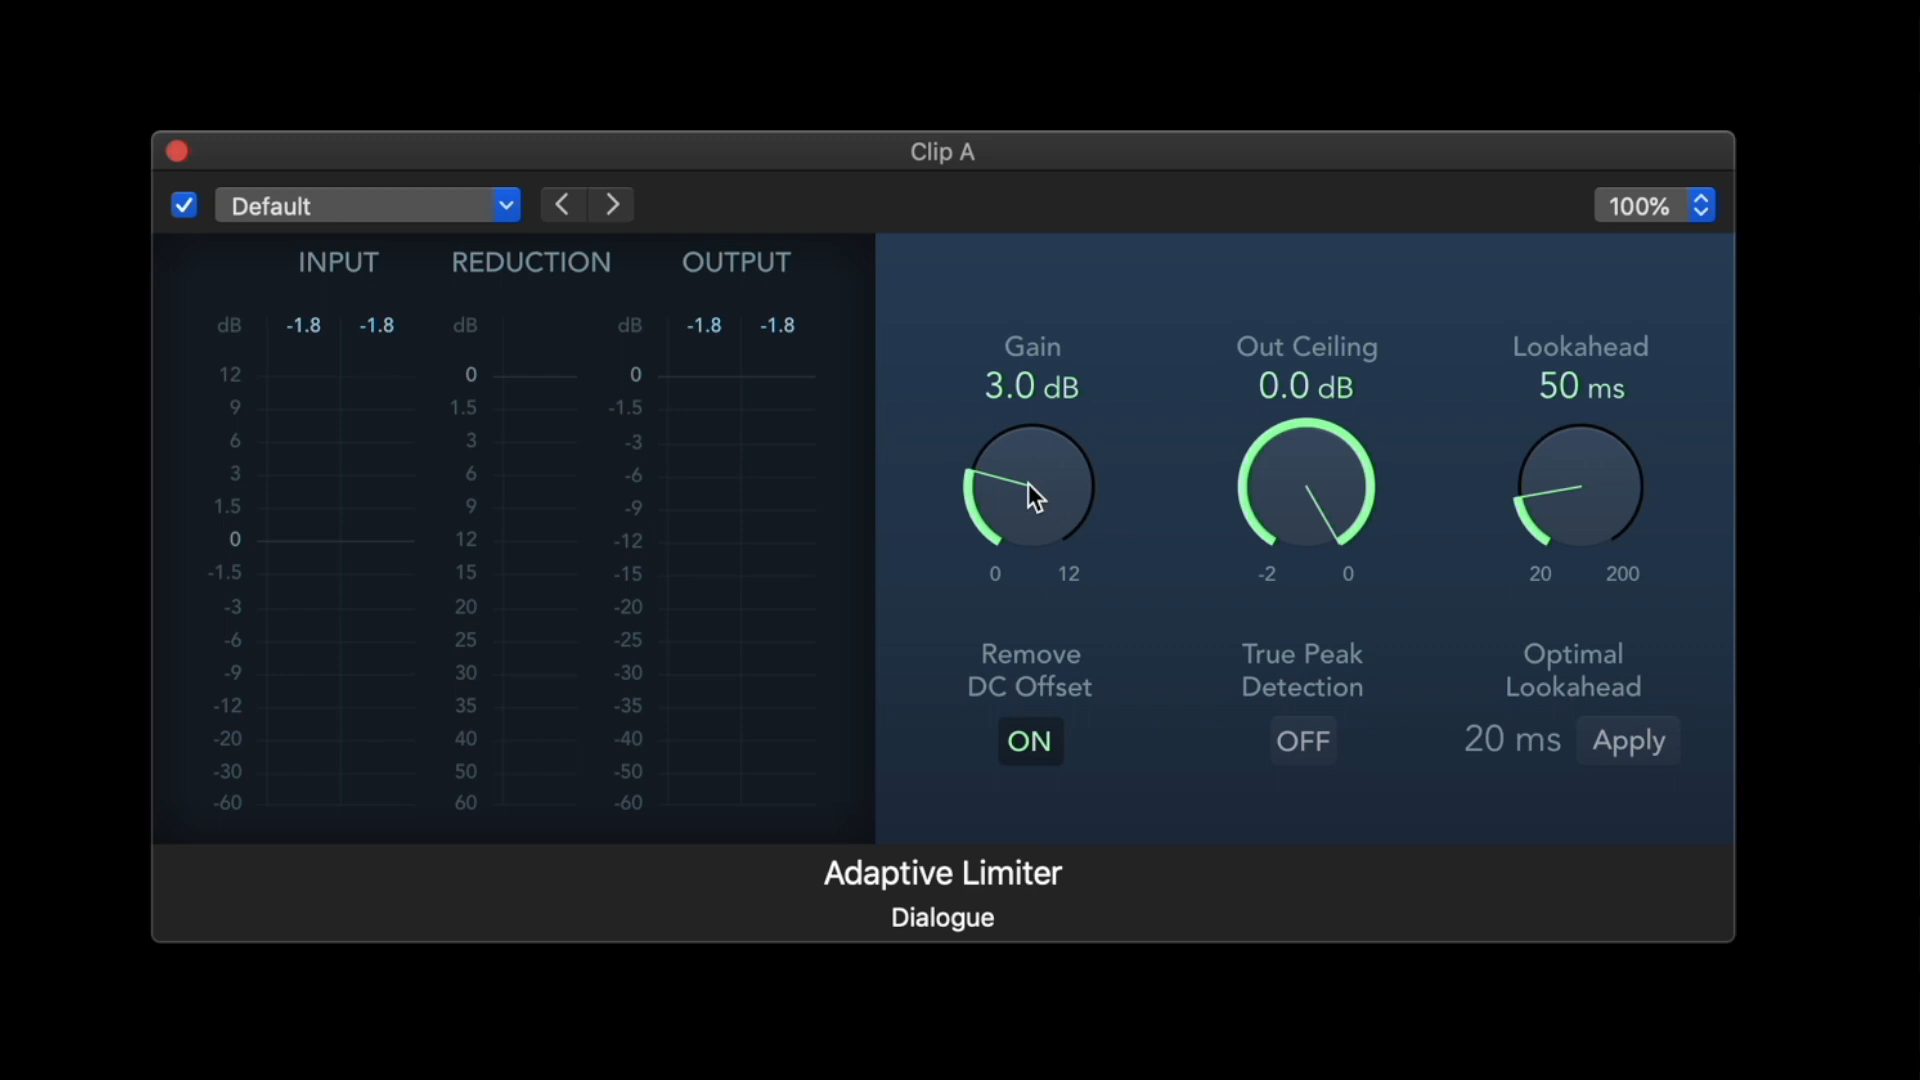 Clip A
Default
100%
INPUT REDUCTION OUTPUT
dB -1.8 -1.8 dB dB -1.8 -1.8
12 0 0
9 1.5 -1.5
6 3 -3
3 6 -6
1.5 9 -9
0 12 -12
-1.5 15 -15
-3 20 -20
-6 25 -25
-9 30 -30
-12 35 -35
-20 40 -40
-30 50 -50
-60 60 -60
Gain Out Ceiling Lookahead
3.0 dB 0.0 dB 50 ms
0 12 -2 0 20 200
Remove True Peak Optimal
DC Offset Detection Lookahead
ON OFF 20 ms Apply
Adaptive Limiter
Dialogue